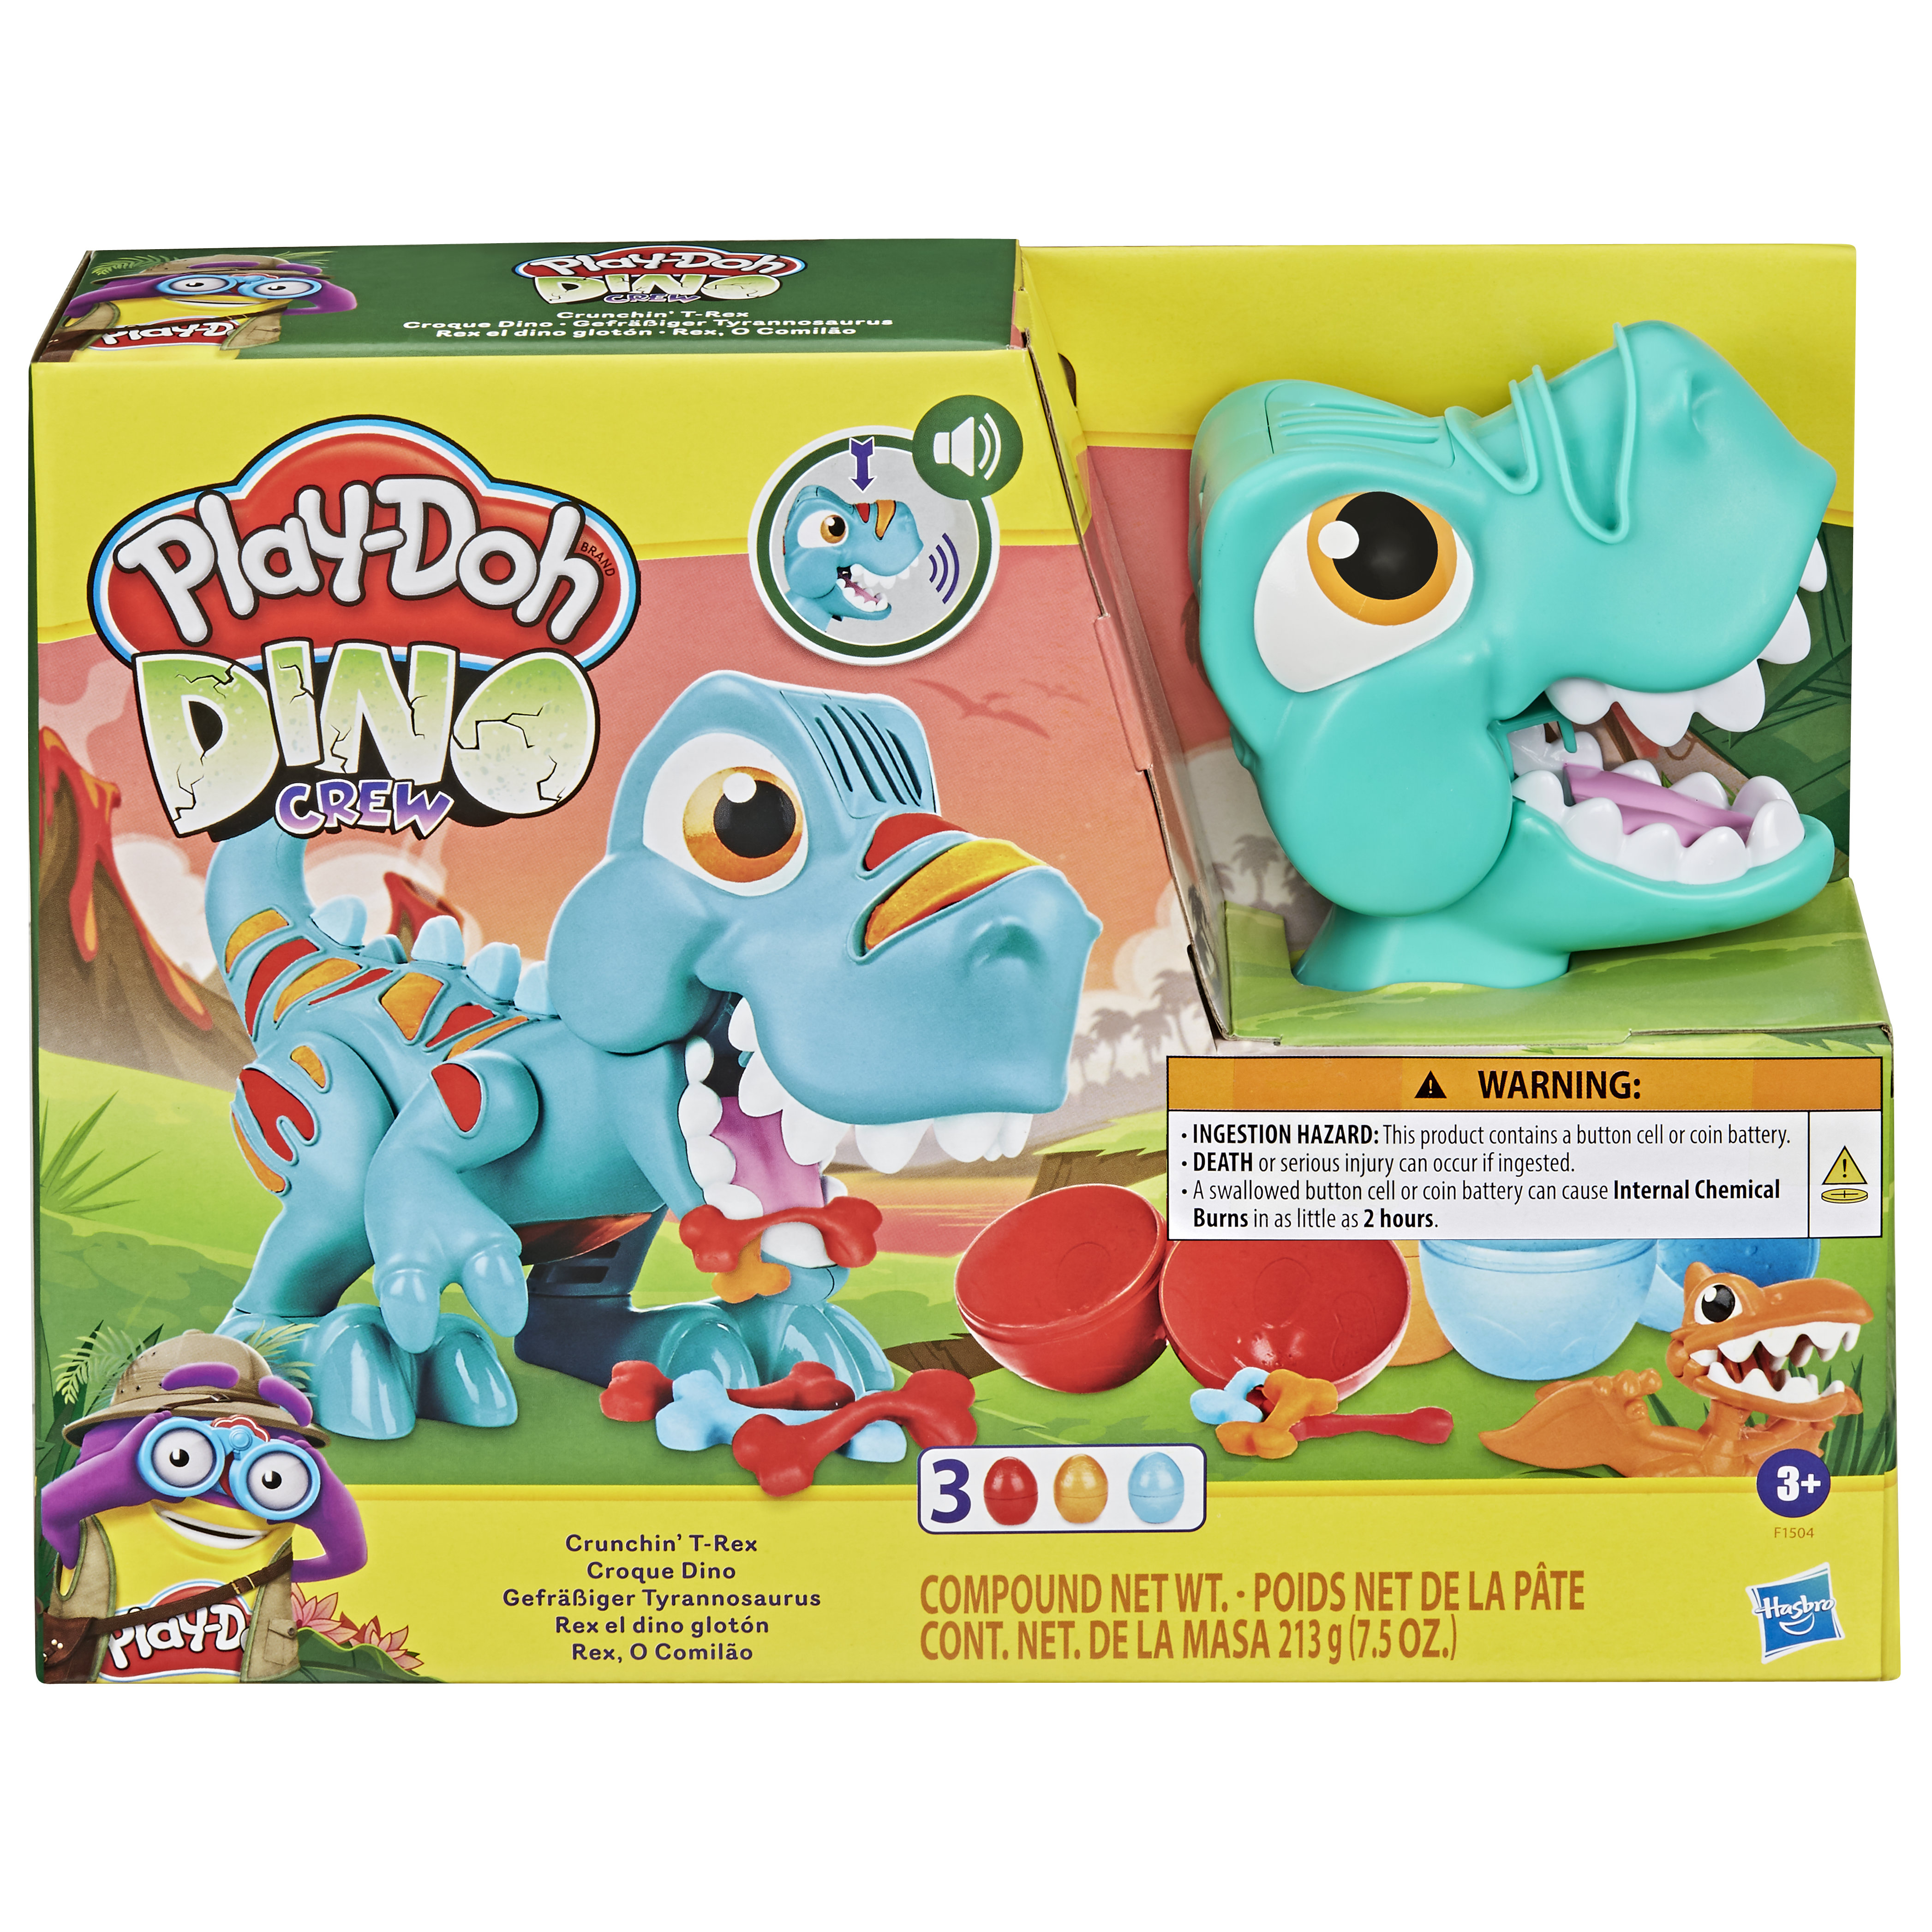 Play-Doh
DINO
CREW
Crunchin' T-Rex
Croque Dino · Gefräßiger Tyrannosaurus
Rex el dino glotón · Rex, O Comilão
Play-D
Play-Doh
BRAND
DINO
CREW
WARNING:
• INGESTION HAZARD: This product contains a button cell or coin battery.
• DEATH or serious injury can occur if ingested.
• A swallowed button cell or coin battery can cause Internal Chemical
Burns in as little as 2 hours.
3
3+
F1504
Crunchin' T-Rex
Croque Dino
Gefräßiger Tyrannosaurus
Rex el dino glotón
Rex, O Comilão
COMPOUND NET WT. · POIDS NET DE LA PÂTE
CONT. NET. DE LA MASA 213 g (7.5 OZ.)
Hasbro
Play-D